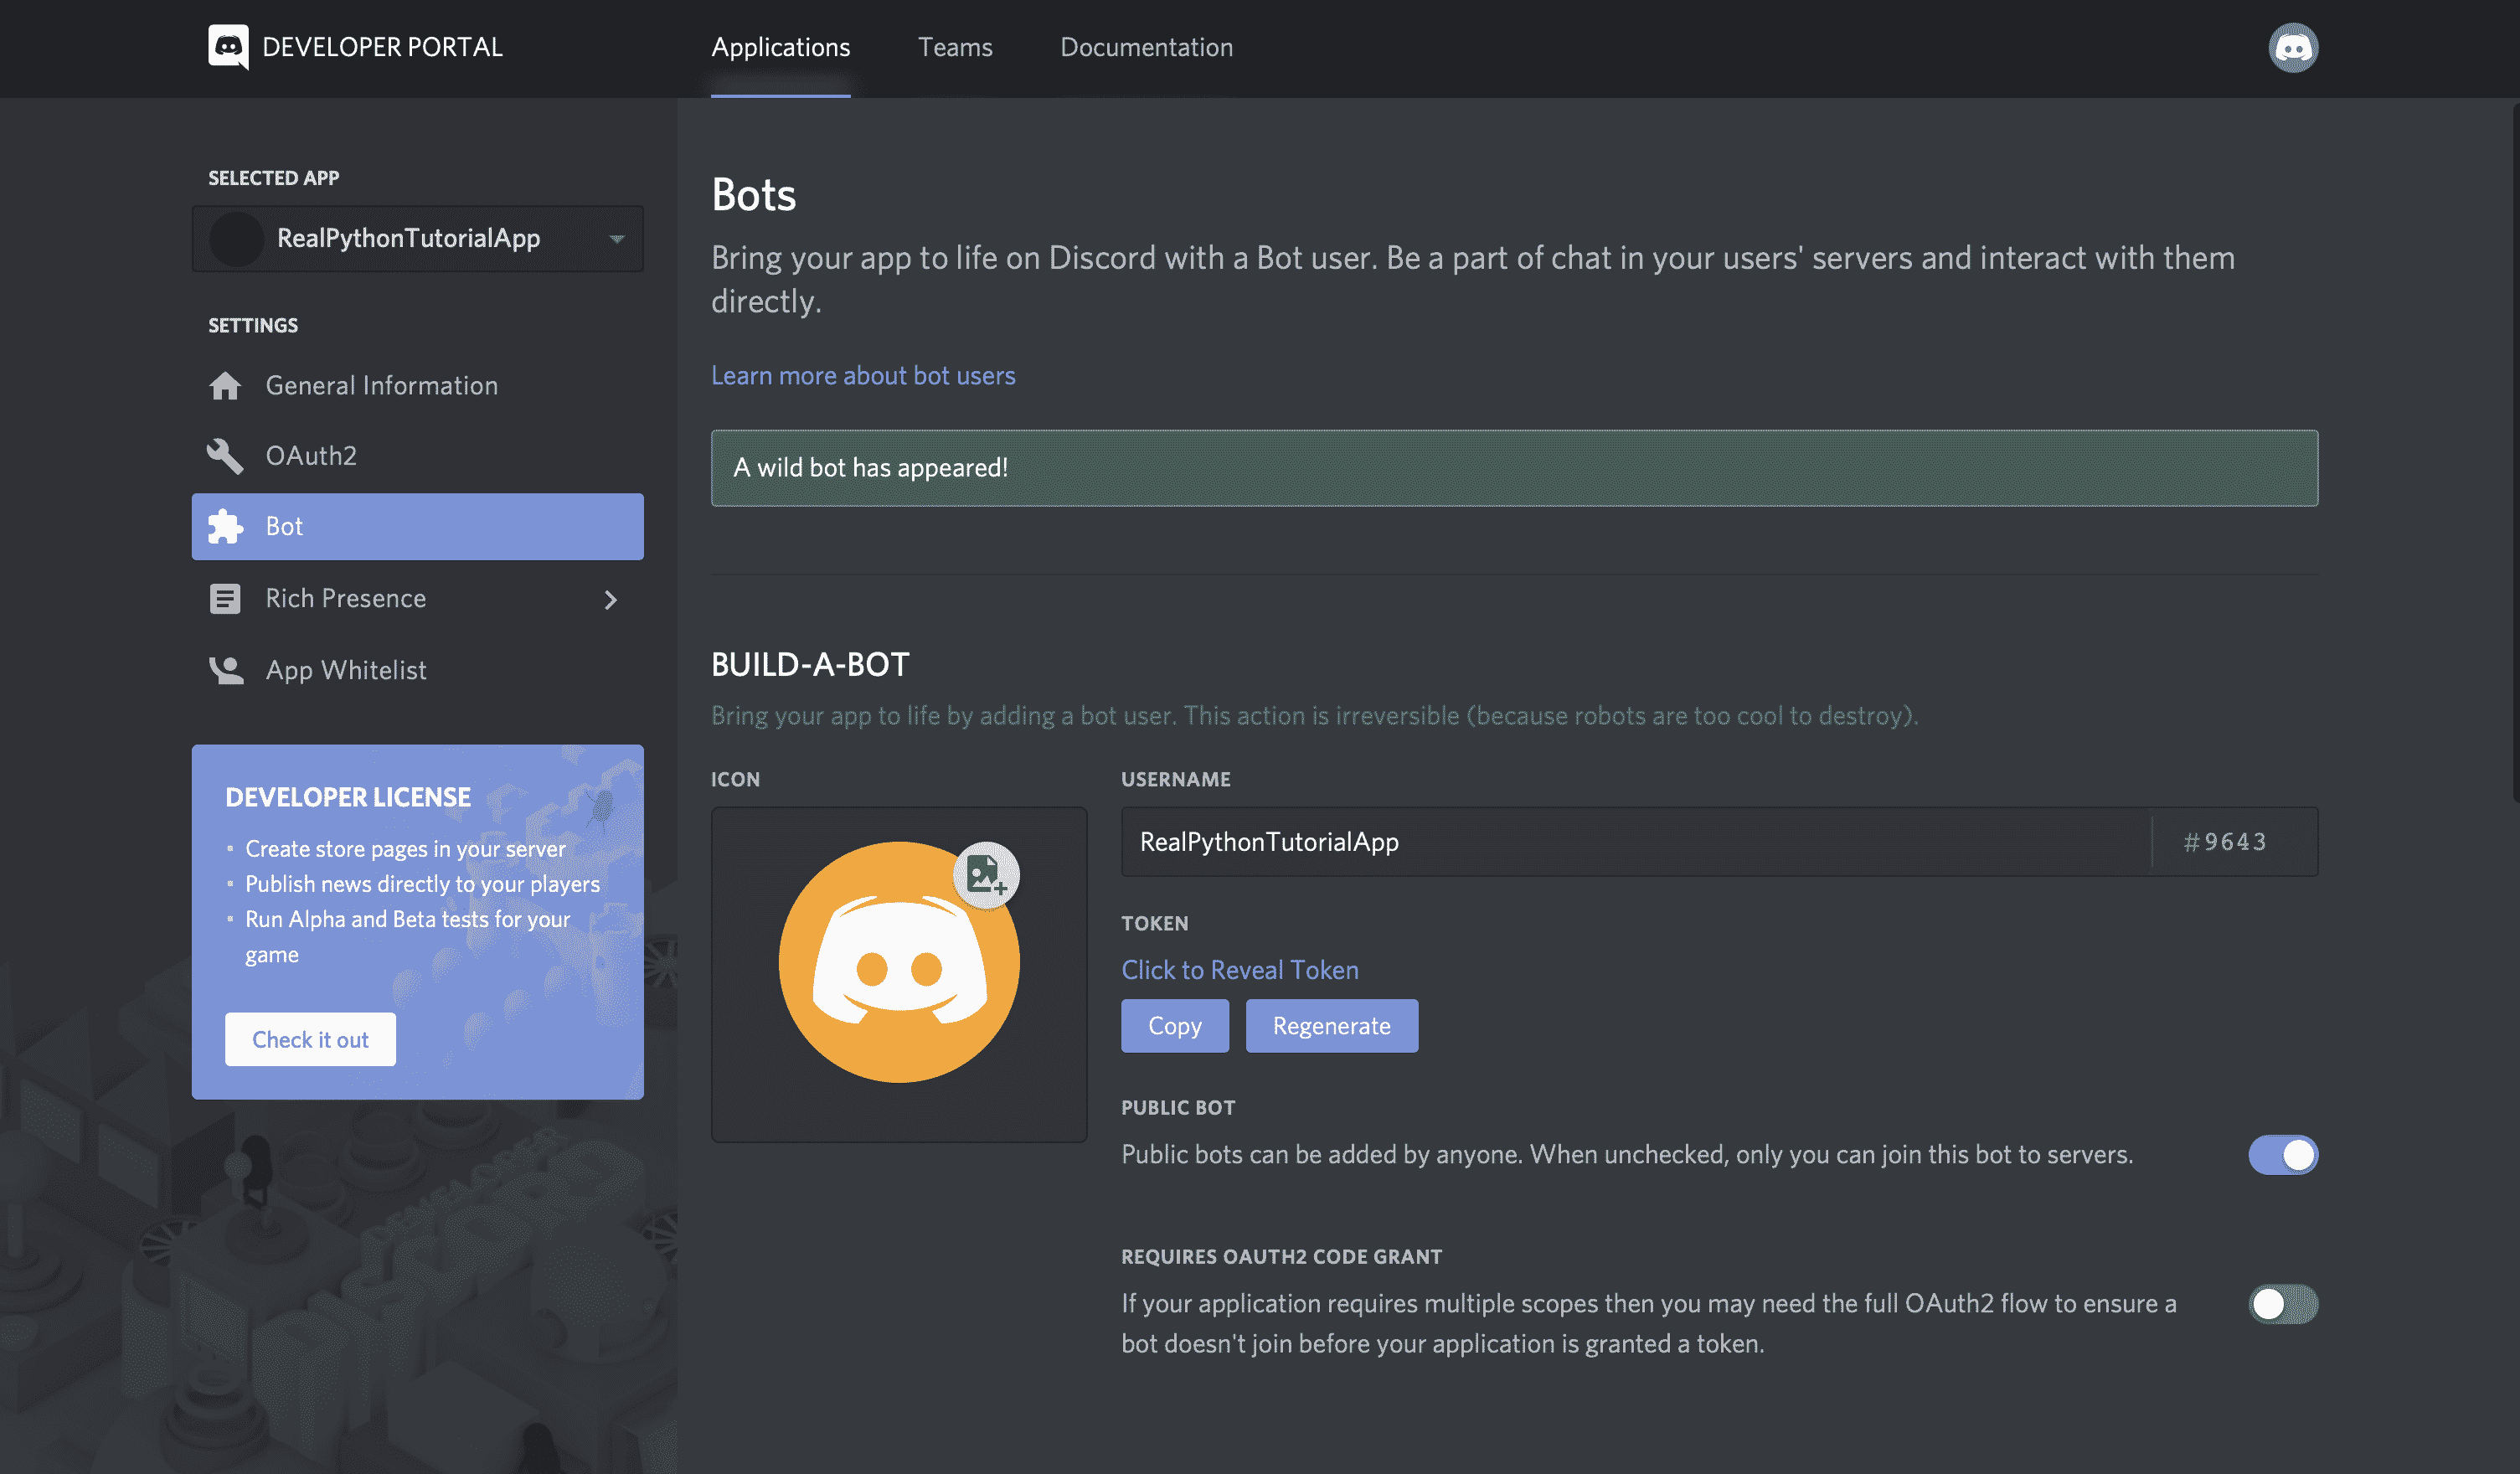 DEVELOPER PORTAL
Applications
Teams
Documentation
SELECTED APP
RealPythonTutorialApp
SETTINGS
General Information
OAuth2
Bot
Rich Presence
App Whitelist
DEVELOPER LICENSE
Create store pages in your server
Publish news directly to your players
Run Alpha and Beta tests for your
game
Check it out
Bots
Bring your app to life on Discord with a Bot user. Be a part of chat in your users' servers and interact with them
directly.
Learn more about bot users
A wild bot has appeared!
BUILD-A-BOT
Bring your app to life by adding a bot user. This action is irreversible (because robots are too cool to destroy).
ICON
USERNAME
RealPythonTutorialApp
#9643
TOKEN
Click to Reveal Token
Copy
Regenerate
PUBLIC BOT
Public bots can be added by anyone. When unchecked, only you can join this bot to servers.
REQUIRES OAUTH2 CODE GRANT
If your application requires multiple scopes then you may need the full OAuth2 flow to ensure a
bot doesn't join before your application is granted a token.